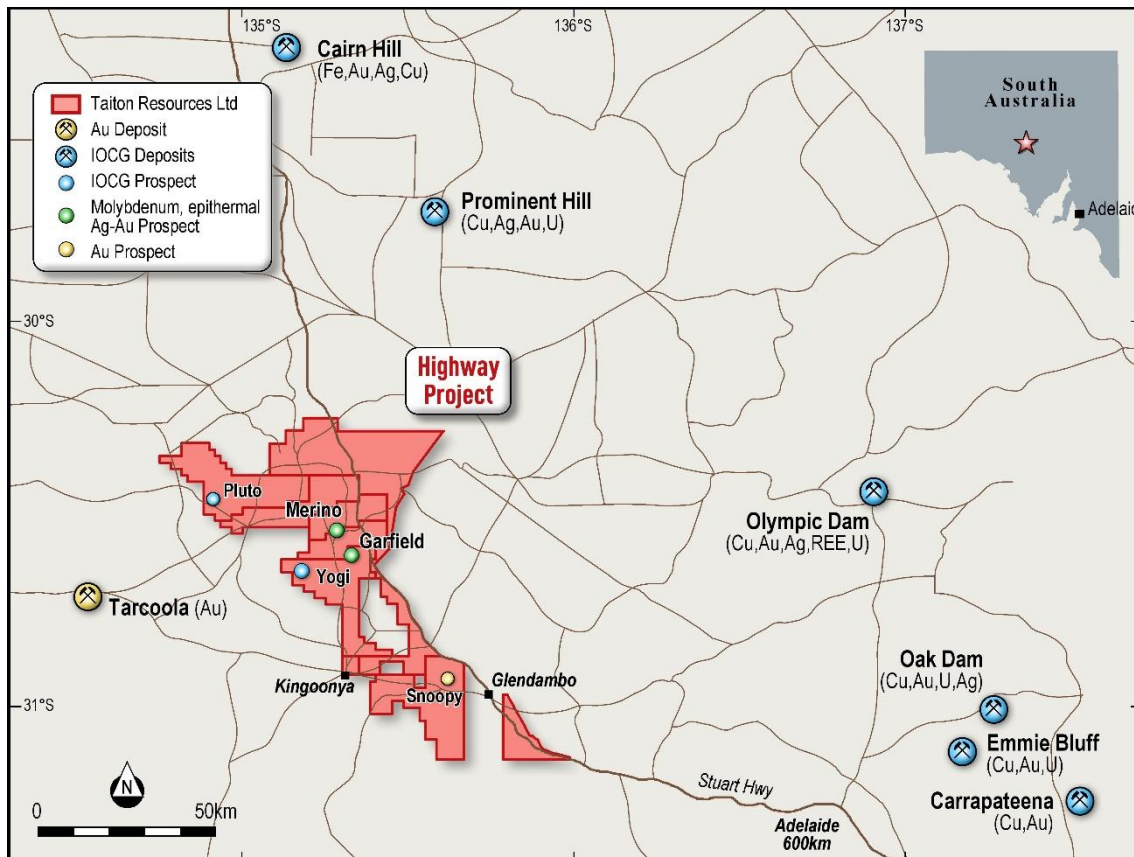 135°S
136°S
137°S
Cairn Hill
(Fe,Au,Ag,Cu)
Taiton Resources Ltd
Au Deposit
IOCG Deposits
IOCG Prospect
Molybdenum, epithermal
Ag-Au Prospect
Au Prospect
South
Australia
Adelaid
Prominent Hill
(Cu,Ag,Au,U)
30°S
Highway
Project
Pluto
Merino
Garfield
Yogi
Olympic Dam
(Cu,Au,Ag,REE,U)
Tarcoola (Au)
Kingoonya
Snoopy
Glendambo
Oak Dam
(Cu,Au,U,Ag)
31°S
Emmie Bluff
(Cu,Au,U)
Carrapateena
(Cu,Au)
Stuart Hwy
Adelaide
600km
N
0
50km